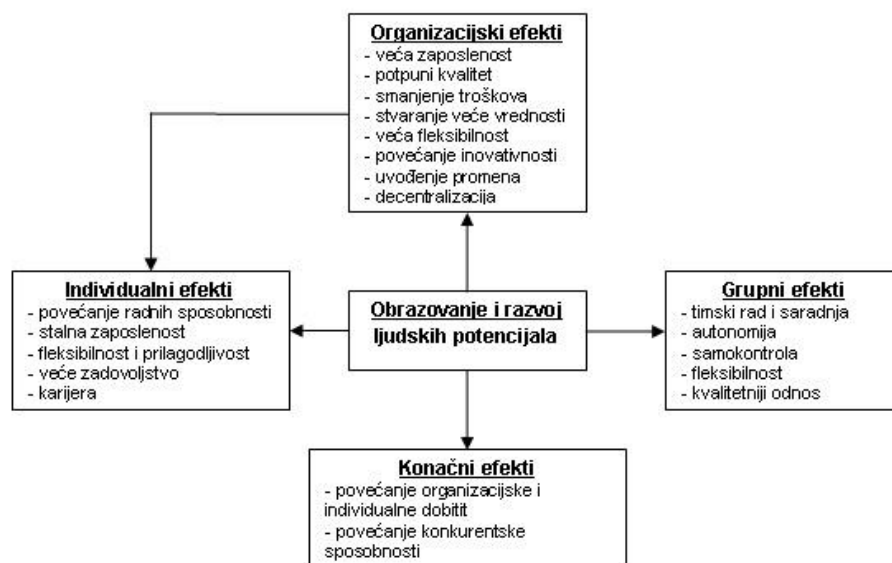 Organizacijski efekti
- veća zaposlenost
- potpuni kvalitet
- smanjenje troškova
- stvaranje veće vrednosti
- veća fleksibilnost
- povećanje inovativnosti
- uvođenje promena
- decentralizacija
Individualni efekti
- povećanje radnih sposobnosti
- stalna zaposlenost
- fleksibilnost i prilagodljivost
- veće zadovoljstvo
- karijera
Obrazovanje i razvoj
ljudskih potencijala
Grupni efekti
- timski rad i saradnja
- autonomija
- samokontrola
- fleksibilnost
- kvalitetniji odnos
Konačni efekti
- povećanje organizacijske i
individualne dobitit
- povećanje konkurentske
sposobnosti